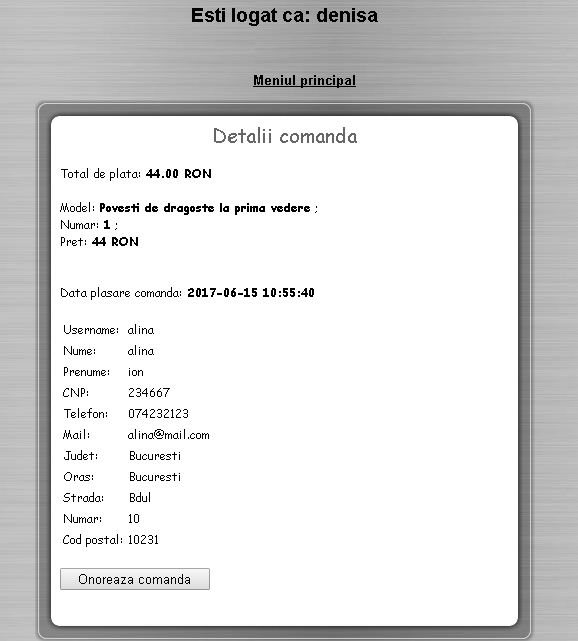 Esti logat ca: denisa
Meniul principal
Detalii comanda
Total de plata: 44.00 RON
Model: Povesti de dragoste la prima vedere ;
Numar: 1 ;
Pret: 44 RON
Data plasare comanda: 2017-06-15 10:55:40
Username: alina
Nume: alina
Prenume: ion
CNP: 234667
Telefon: 074232123
Mail: alina@mail.com
Judet: Bucuresti
Oras: Bucuresti
Strada: Bdul
Numar: 10
Cod postal: 10231
Onoreaza comanda